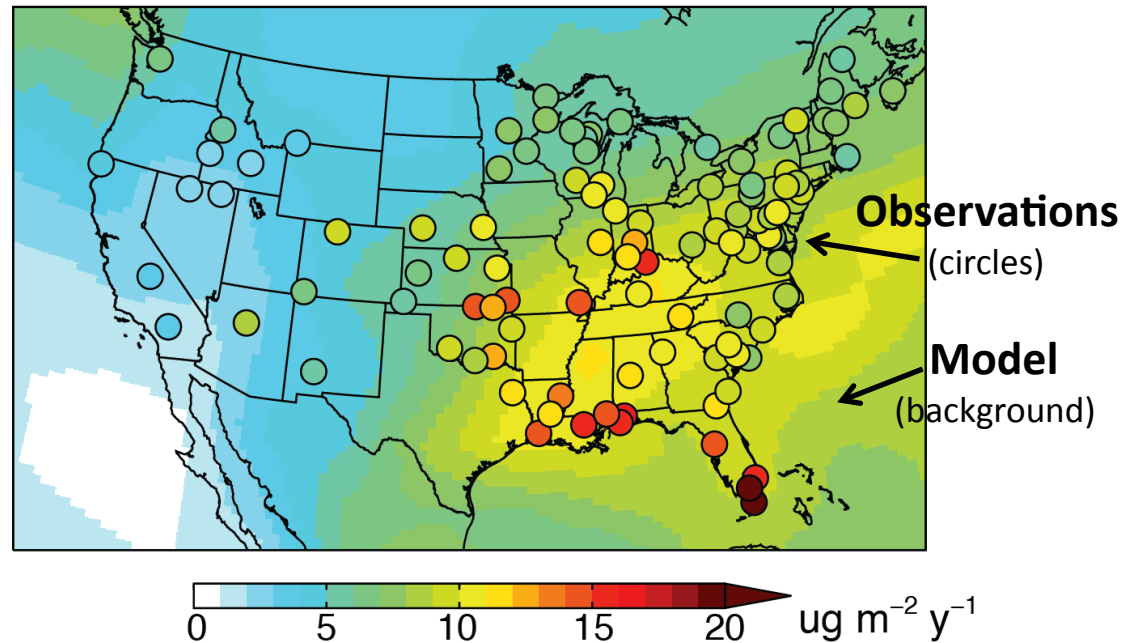 Observations
(circles)
Model
(background)
0 5 10 15 20 ug m⁻² y⁻¹